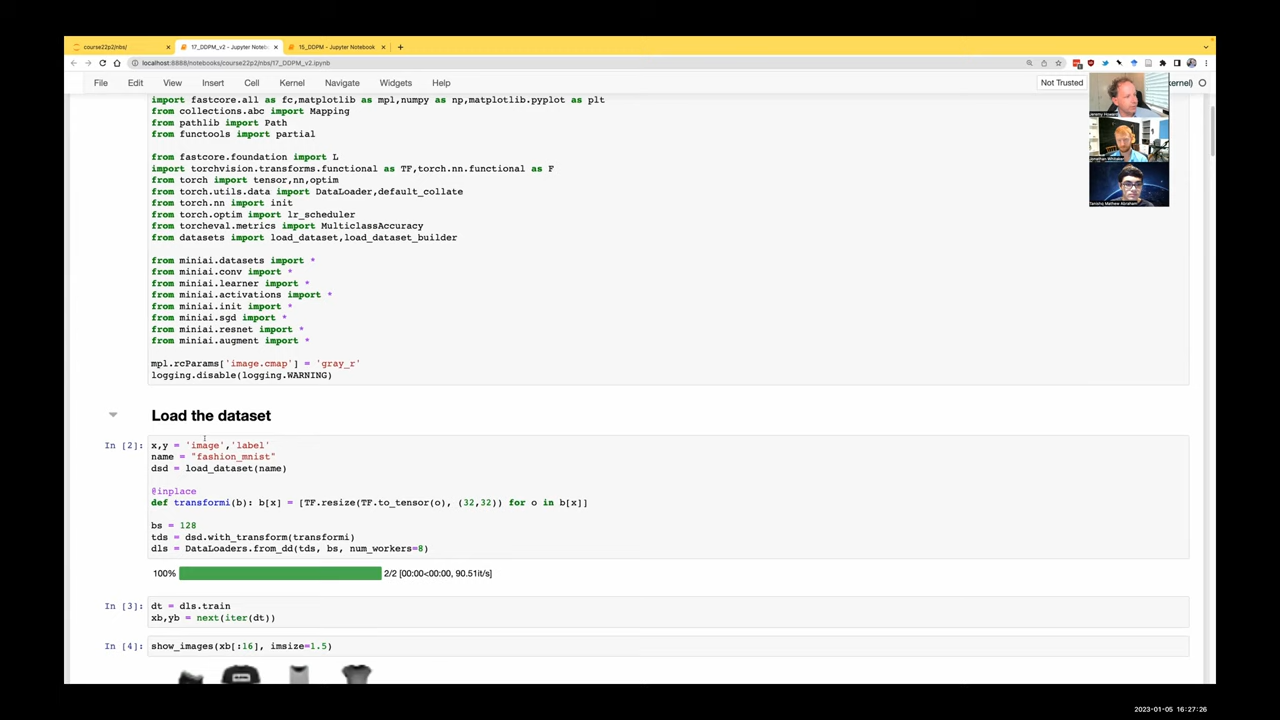 course22p2/nbs/
17_DDPM_v2 - Jupyter Notebook
15_DDPM - Jupyter Notebook
localhost:8888/notebooks/course22p2/nbs/17_DDPM_v2.ipynb
File Edit View Insert Cell Kernel Navigate Widgets Help Not Trusted kernel)
import fastcore.all as fc,matplotlib as mpl,numpy as np,matplotlib.pyplot as plt
from collections.abc import Mapping
from pathlib import Path
from functools import partial
from fastcore.foundation import L
import torchvision.transforms.functional as TF,torch.nn.functional as F
from torch import tensor,nn,optim
from torch.utils.data import DataLoader,default_collate
from torch.nn import init
from torch.optim import lr_scheduler
from torcheval.metrics import MulticlassAccuracy
from datasets import load_dataset,load_dataset_builder
from miniai.datasets import *
from miniai.conv import *
from miniai.learner import *
from miniai.activations import *
from miniai.init import *
from miniai.sgd import *
from miniai.resnet import *
from miniai.augment import *
mpl.rcParams['image.cmap'] = 'gray_r'
logging.disable(logging.WARNING)
Jeremy Howard
Jonathan Whitaker
Tanishq Mathew Abraham
Load the dataset
In [2]: x,y = 'image','label'
name = "fashion_mnist"
dsd = load_dataset(name)
@inplace
def transformi(b): b[x] = [TF.resize(TF.to_tensor(o), (32,32)) for o in b[x]]
bs = 128
tds = dsd.with_transform(transformi)
dls = DataLoaders.from_dd(tds, bs, num_workers=8)
100% 2/2 [00:00<00:00, 90.51it/s]
In [3]: dt = dls.train
xb,yb = next(iter(dt))
In [4]: show_images(xb[:16], imsize=1.5)
2023-01-05 16:27:26